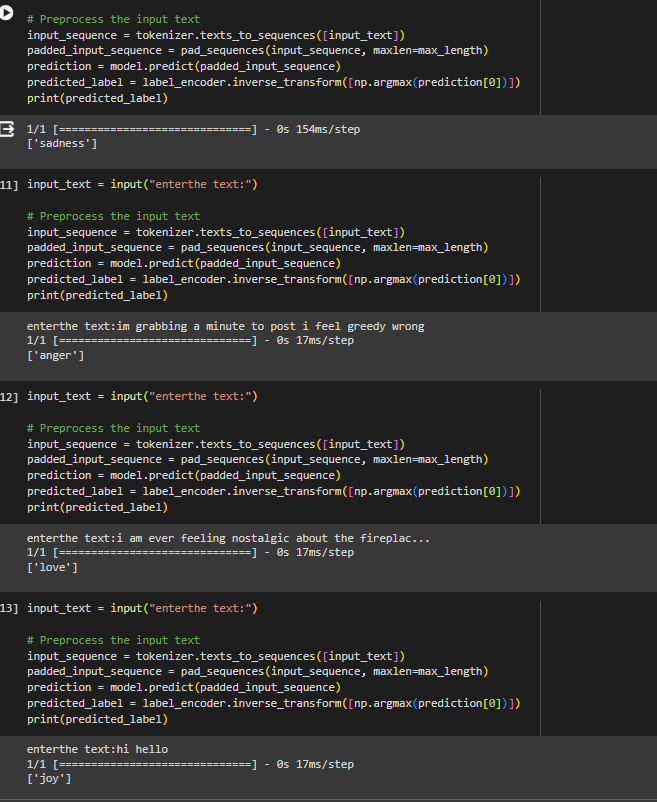 # Preprocess the input text
input_sequence = tokenizer.texts_to_sequences([input_text])
padded_input_sequence = pad_sequences(input_sequence, maxlen=max_length)
prediction = model.predict(padded_input_sequence)
predicted_label = label_encoder.inverse_transform([np.argmax(prediction[0])])
print(predicted_label)
1/1 [==============================] - 0s 154ms/step
['sadness']
11] input_text = input("enterthe text:")
# Preprocess the input text
input_sequence = tokenizer.texts_to_sequences([input_text])
padded_input_sequence = pad_sequences(input_sequence, maxlen=max_length)
prediction = model.predict(padded_input_sequence)
predicted_label = label_encoder.inverse_transform([np.argmax(prediction[0])])
print(predicted_label)
enterthe text:im grabbing a minute to post i feel greedy wrong
1/1 [==============================] - 0s 17ms/step
['anger']
12] input_text = input("enterthe text:")
# Preprocess the input text
input_sequence = tokenizer.texts_to_sequences([input_text])
padded_input_sequence = pad_sequences(input_sequence, maxlen=max_length)
prediction = model.predict(padded_input_sequence)
predicted_label = label_encoder.inverse_transform([np.argmax(prediction[0])])
print(predicted_label)
enterthe text:i am ever feeling nostalgic about the fireplac...
1/1 [==============================] - 0s 17ms/step
['love']
13] input_text = input("enterthe text:")
# Preprocess the input text
input_sequence = tokenizer.texts_to_sequences([input_text])
padded_input_sequence = pad_sequences(input_sequence, maxlen=max_length)
prediction = model.predict(padded_input_sequence)
predicted_label = label_encoder.inverse_transform([np.argmax(prediction[0])])
print(predicted_label)
enterthe text:hi hello
1/1 [==============================] - 0s 17ms/step
['joy']